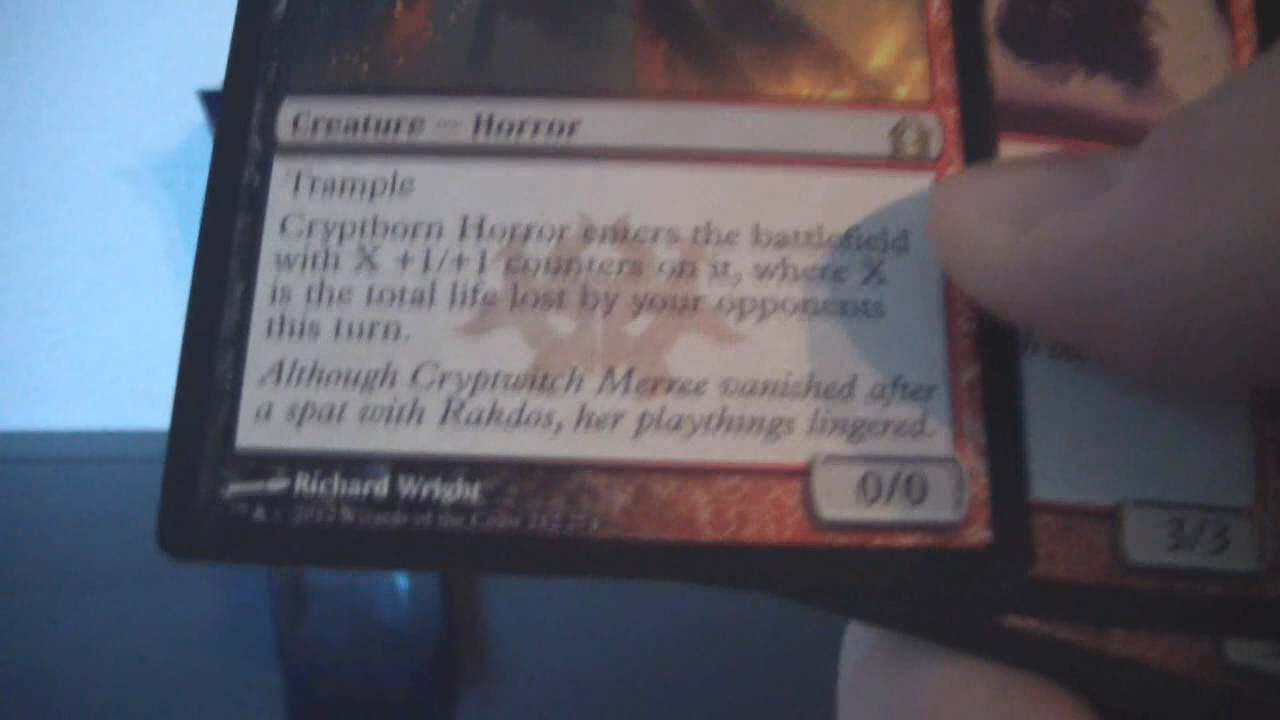 Creature — Horror
Trample
Cryptborn Horror enters the battlefield
with X +1/+1 counters on it, where X
is the total life lost by your opponents
this turn.
Although Cryptwitch Merree vanished after
a spat with Rakdos, her playthings lingered.
Richard Wright
0/0
3/3